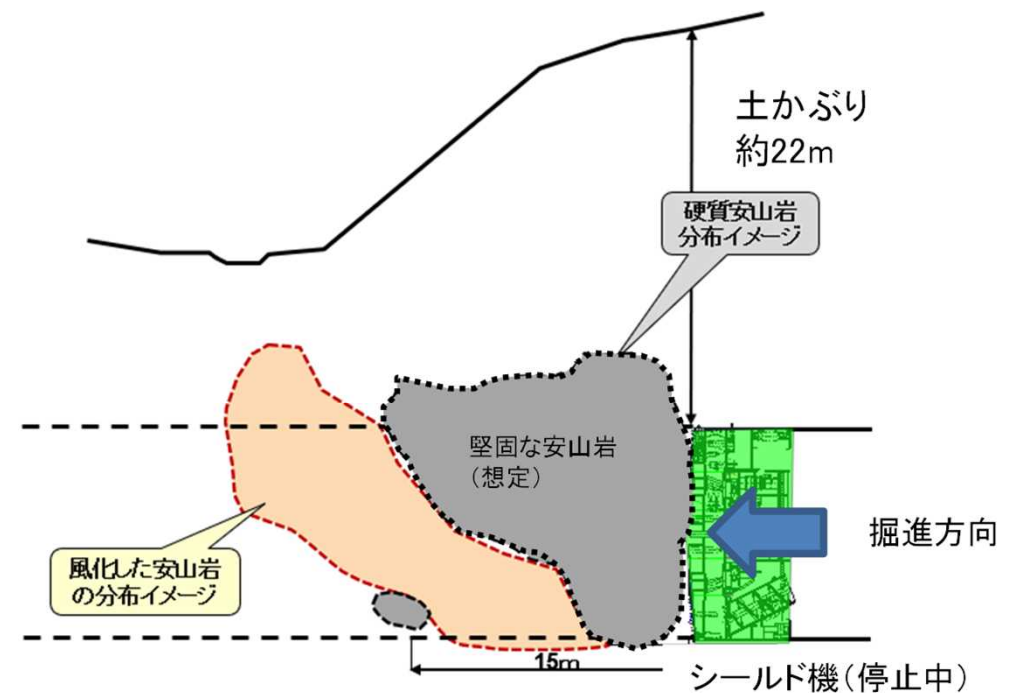 土かぶり
約22m
硬質安山岩
分布イメージ
堅固な安山岩
(想定)
掘進方向
風化した安山岩
の分布イメージ
15m
シールド機(停止中)